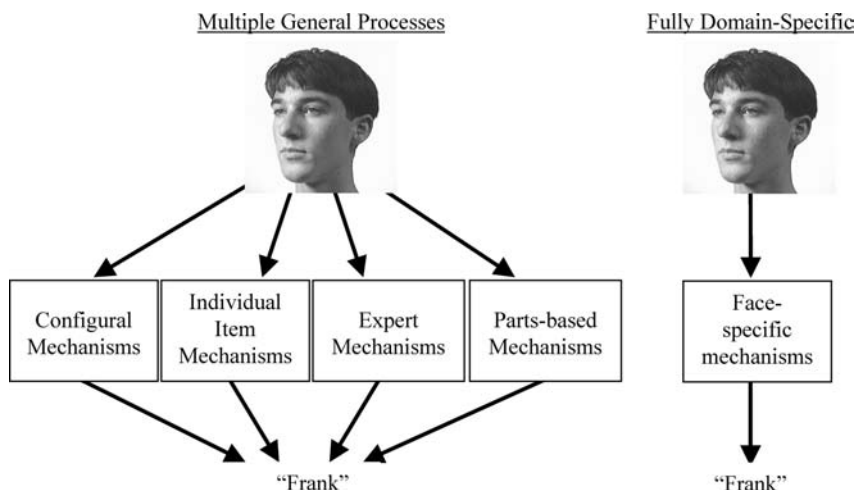 Multiple General Processes
Fully Domain-Specific
Configural
Mechanisms
Individual
Item
Mechanisms
Expert
Mechanisms
Parts-based
Mechanisms
Face-
specific
mechanisms
“Frank”
“Frank”